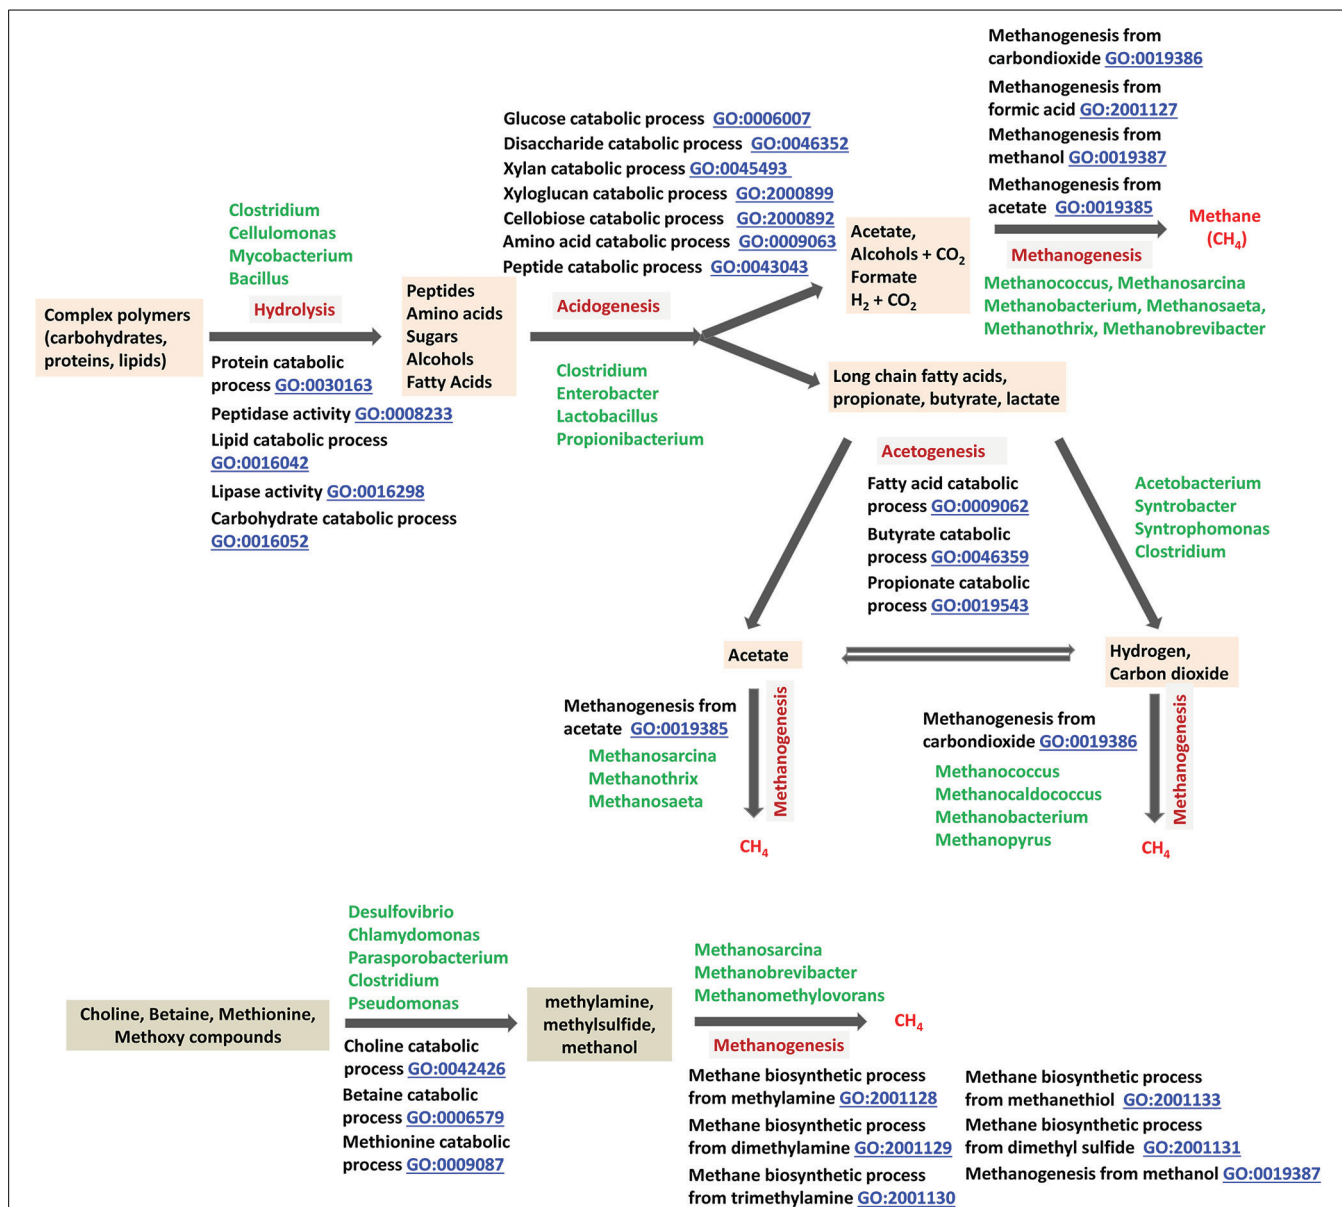 Methanogenesis from
carbondioxide GO:0019386
Methanogenesis from
formic acid GO:2001127
Methanogenesis from
methanol GO:0019387
Methanogenesis from
acetate GO:0019385
Methane
(CH₄)
Methanogenesis
Methanococcus, Methanosarcina
Methanobacterium, Methanosaeta,
Methanothrix, Methanobrevibacter
Glucose catabolic process GO:0006007
Disaccharide catabolic process GO:0046352
Xylan catabolic process GO:0045493
Xyloglucan catabolic process GO:2000899
Cellobiose catabolic process GO:2000892
Amino acid catabolic process GO:0009063
Peptide catabolic process GO:0043043
Acetate,
Alcohols + CO₂
Formate
H₂ + CO₂
Clostridium
Cellulomonas
Mycobacterium
Bacillus
Hydrolysis
Complex polymers
(carbohydrates,
proteins, lipids)
Peptides
Amino acids
Sugars
Alcohols
Fatty Acids
Acidogenesis
Protein catabolic
process GO:0030163
Peptidase activity GO:0008233
Lipid catabolic process
GO:0016042
Lipase activity GO:0016298
Carbohydrate catabolic process
GO:0016052
Clostridium
Enterobacter
Lactobacillus
Propionibacterium
Long chain fatty acids,
propionate, butyrate, lactate
Acetogenesis
Fatty acid catabolic
process GO:0009062
Butyrate catabolic
process GO:0046359
Propionate catabolic
process GO:0019543
Acetobacterium
Syntrobacter
Syntrophomonas
Clostridium
Acetate
Hydrogen,
Carbon dioxide
Methanogenesis from
acetate GO:0019385
Methanosarcina
Methanothrix
Methanosaeta
Methanogenesis
CH₄
Methanogenesis from
carbondioxide GO:0019386
Methanococcus
Methanocaldococcus
Methanobacterium
Methanopyrus
Methanogenesis
CH₄
Desulfovibrio
Chlamydomonas
Parasporobacterium
Clostridium
Pseudomonas
Choline, Betaine, Methionine,
Methoxy compounds
Choline catabolic
process GO:0042426
Betaine catabolic
process GO:0006579
Methionine catabolic
process GO:0009087
methylamine,
methylsulfide,
methanol
Methanosarcina
Methanobrevibacter
Methanomethylovorans
Methanogenesis
CH₄
Methane biosynthetic process
from methylamine GO:2001128
Methane biosynthetic process
from dimethylamine GO:2001129
Methane biosynthetic process
from trimethylamine GO:2001130
Methane biosynthetic process
from methanethiol GO:2001133
Methane biosynthetic process
from dimethyl sulfide GO:2001131
Methanogenesis from methanol GO:0019387